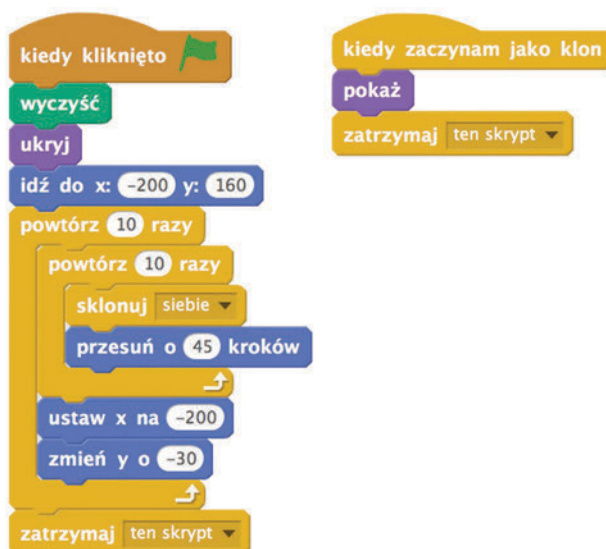 kiedy kliknięto
wyczyść
ukryj
idź do x: -200 y: 160
powtórz 10 razy
powtórz 10 razy
sklonuj siebie
przesuń o 45 kroków
ustaw x na -200
zmień y o -30
zatrzymaj ten skrypt
kiedy zaczynam jako klon
pokaż
zatrzymaj ten skrypt